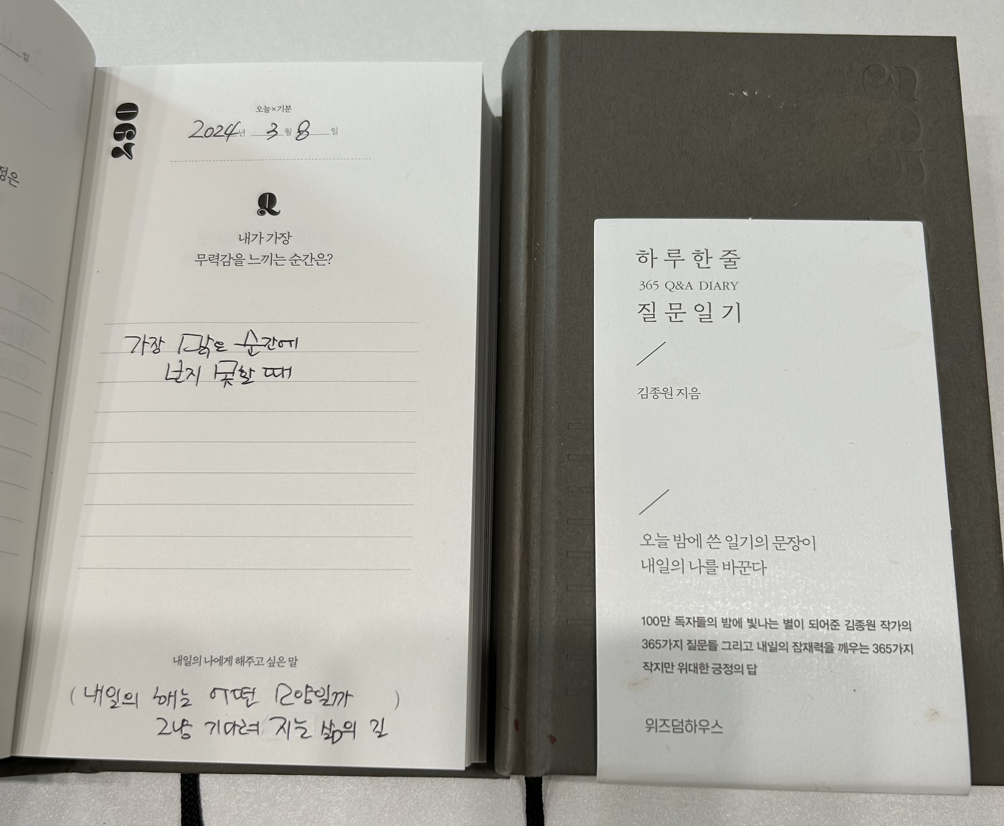 일
정은
067
오늘×기분
2024년 3월 8일
Q
내가 가장
무력감을 느끼는 순간은?
가장 맑은 순간에
보지 못할 때
내일의 나에게 해주고 싶은 말
(내일의 해는 어떤 모양일까)
그냥 기다려 지는 삶의 길
하루한줄
365 Q&A DIARY
질문일기
김종원 지음
오늘 밤에 쓴 일기의 문장이
내일의 나를 바꾼다
100만 독자들의 밤에 빛나는 별이 되어준 김종원 작가의
365가지 질문들 그리고 내일의 잠재력을 깨우는 365가지
작지만 위대한 긍정의 답
위즈덤하우스